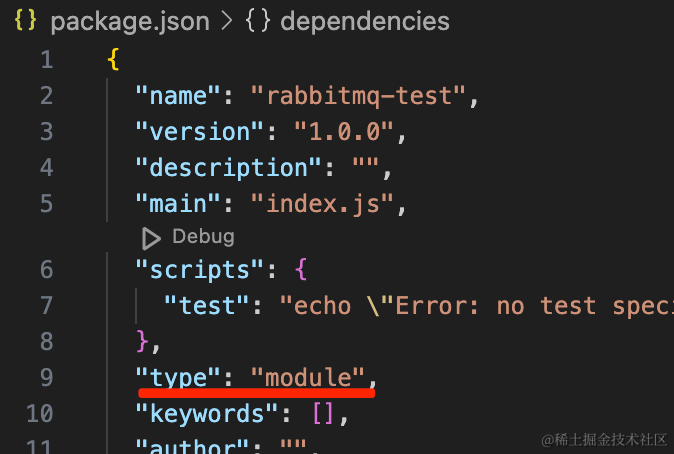 {} package.json > {} dependencies
1 {
2 "name": "rabbitmq-test",
3 "version": "1.0.0",
4 "description": "",
5 "main": "index.js",
Debug
6 "scripts": {
7 "test": "echo \"Error: no test speci
8 },
9 "type": "module",
10 "keywords": [],
11 "author": "",
@稀土掘金技术社区